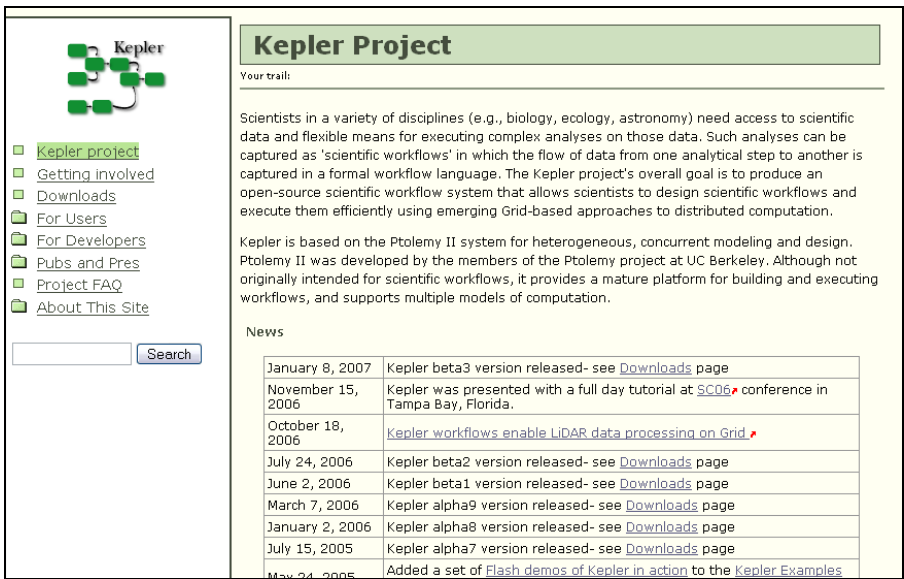 Kepler
Kepler project
Getting involved
Downloads
For Users
For Developers
Pubs and Pres
Project FAQ
About This Site
Search
Kepler Project
Your trail:
Scientists in a variety of disciplines (e.g., biology, ecology, astronomy) need access to scientific
data and flexible means for executing complex analyses on those data. Such analyses can be
captured as 'scientific workflows' in which the flow of data from one analytical step to another is
captured in a formal workflow language. The Kepler project's overall goal is to produce an
open-source scientific workflow system that allows scientists to design scientific workflows and
execute them efficiently using emerging Grid-based approaches to distributed computation.
Kepler is based on the Ptolemy II system for heterogeneous, concurrent modeling and design.
Ptolemy II was developed by the members of the Ptolemy project at UC Berkeley. Although not
originally intended for scientific workflows, it provides a mature platform for building and executing
workflows, and supports multiple models of computation.
News
January 8, 2007 Kepler beta3 version released- see Downloads page
November 15, 2006 Kepler was presented with a full day tutorial at SC06 conference in
Tampa Bay, Florida.
October 18, 2006 Kepler workflows enable LiDAR data processing on Grid
July 24, 2006 Kepler beta2 version released- see Downloads page
June 2, 2006 Kepler beta1 version released- see Downloads page
March 7, 2006 Kepler alpha9 version released- see Downloads page
January 2, 2006 Kepler alpha8 version released- see Downloads page
July 15, 2005 Kepler alpha7 version released- see Downloads page
May 24, 2005 Added a set of Flash demos of Kepler in action to the Kepler Examples